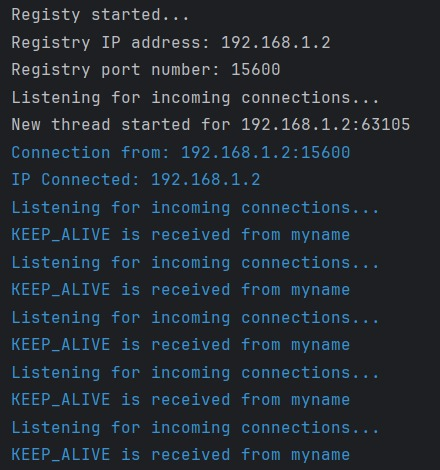 Registy started...
Registry IP address: 192.168.1.2
Registry port number: 15600
Listening for incoming connections...
New thread started for 192.168.1.2:63105
Connection from: 192.168.1.2:15600
IP Connected: 192.168.1.2
Listening for incoming connections...
KEEP_ALIVE is received from myname
Listening for incoming connections...
KEEP_ALIVE is received from myname
Listening for incoming connections...
KEEP_ALIVE is received from myname
Listening for incoming connections...
KEEP_ALIVE is received from myname
Listening for incoming connections...
KEEP_ALIVE is received from myname